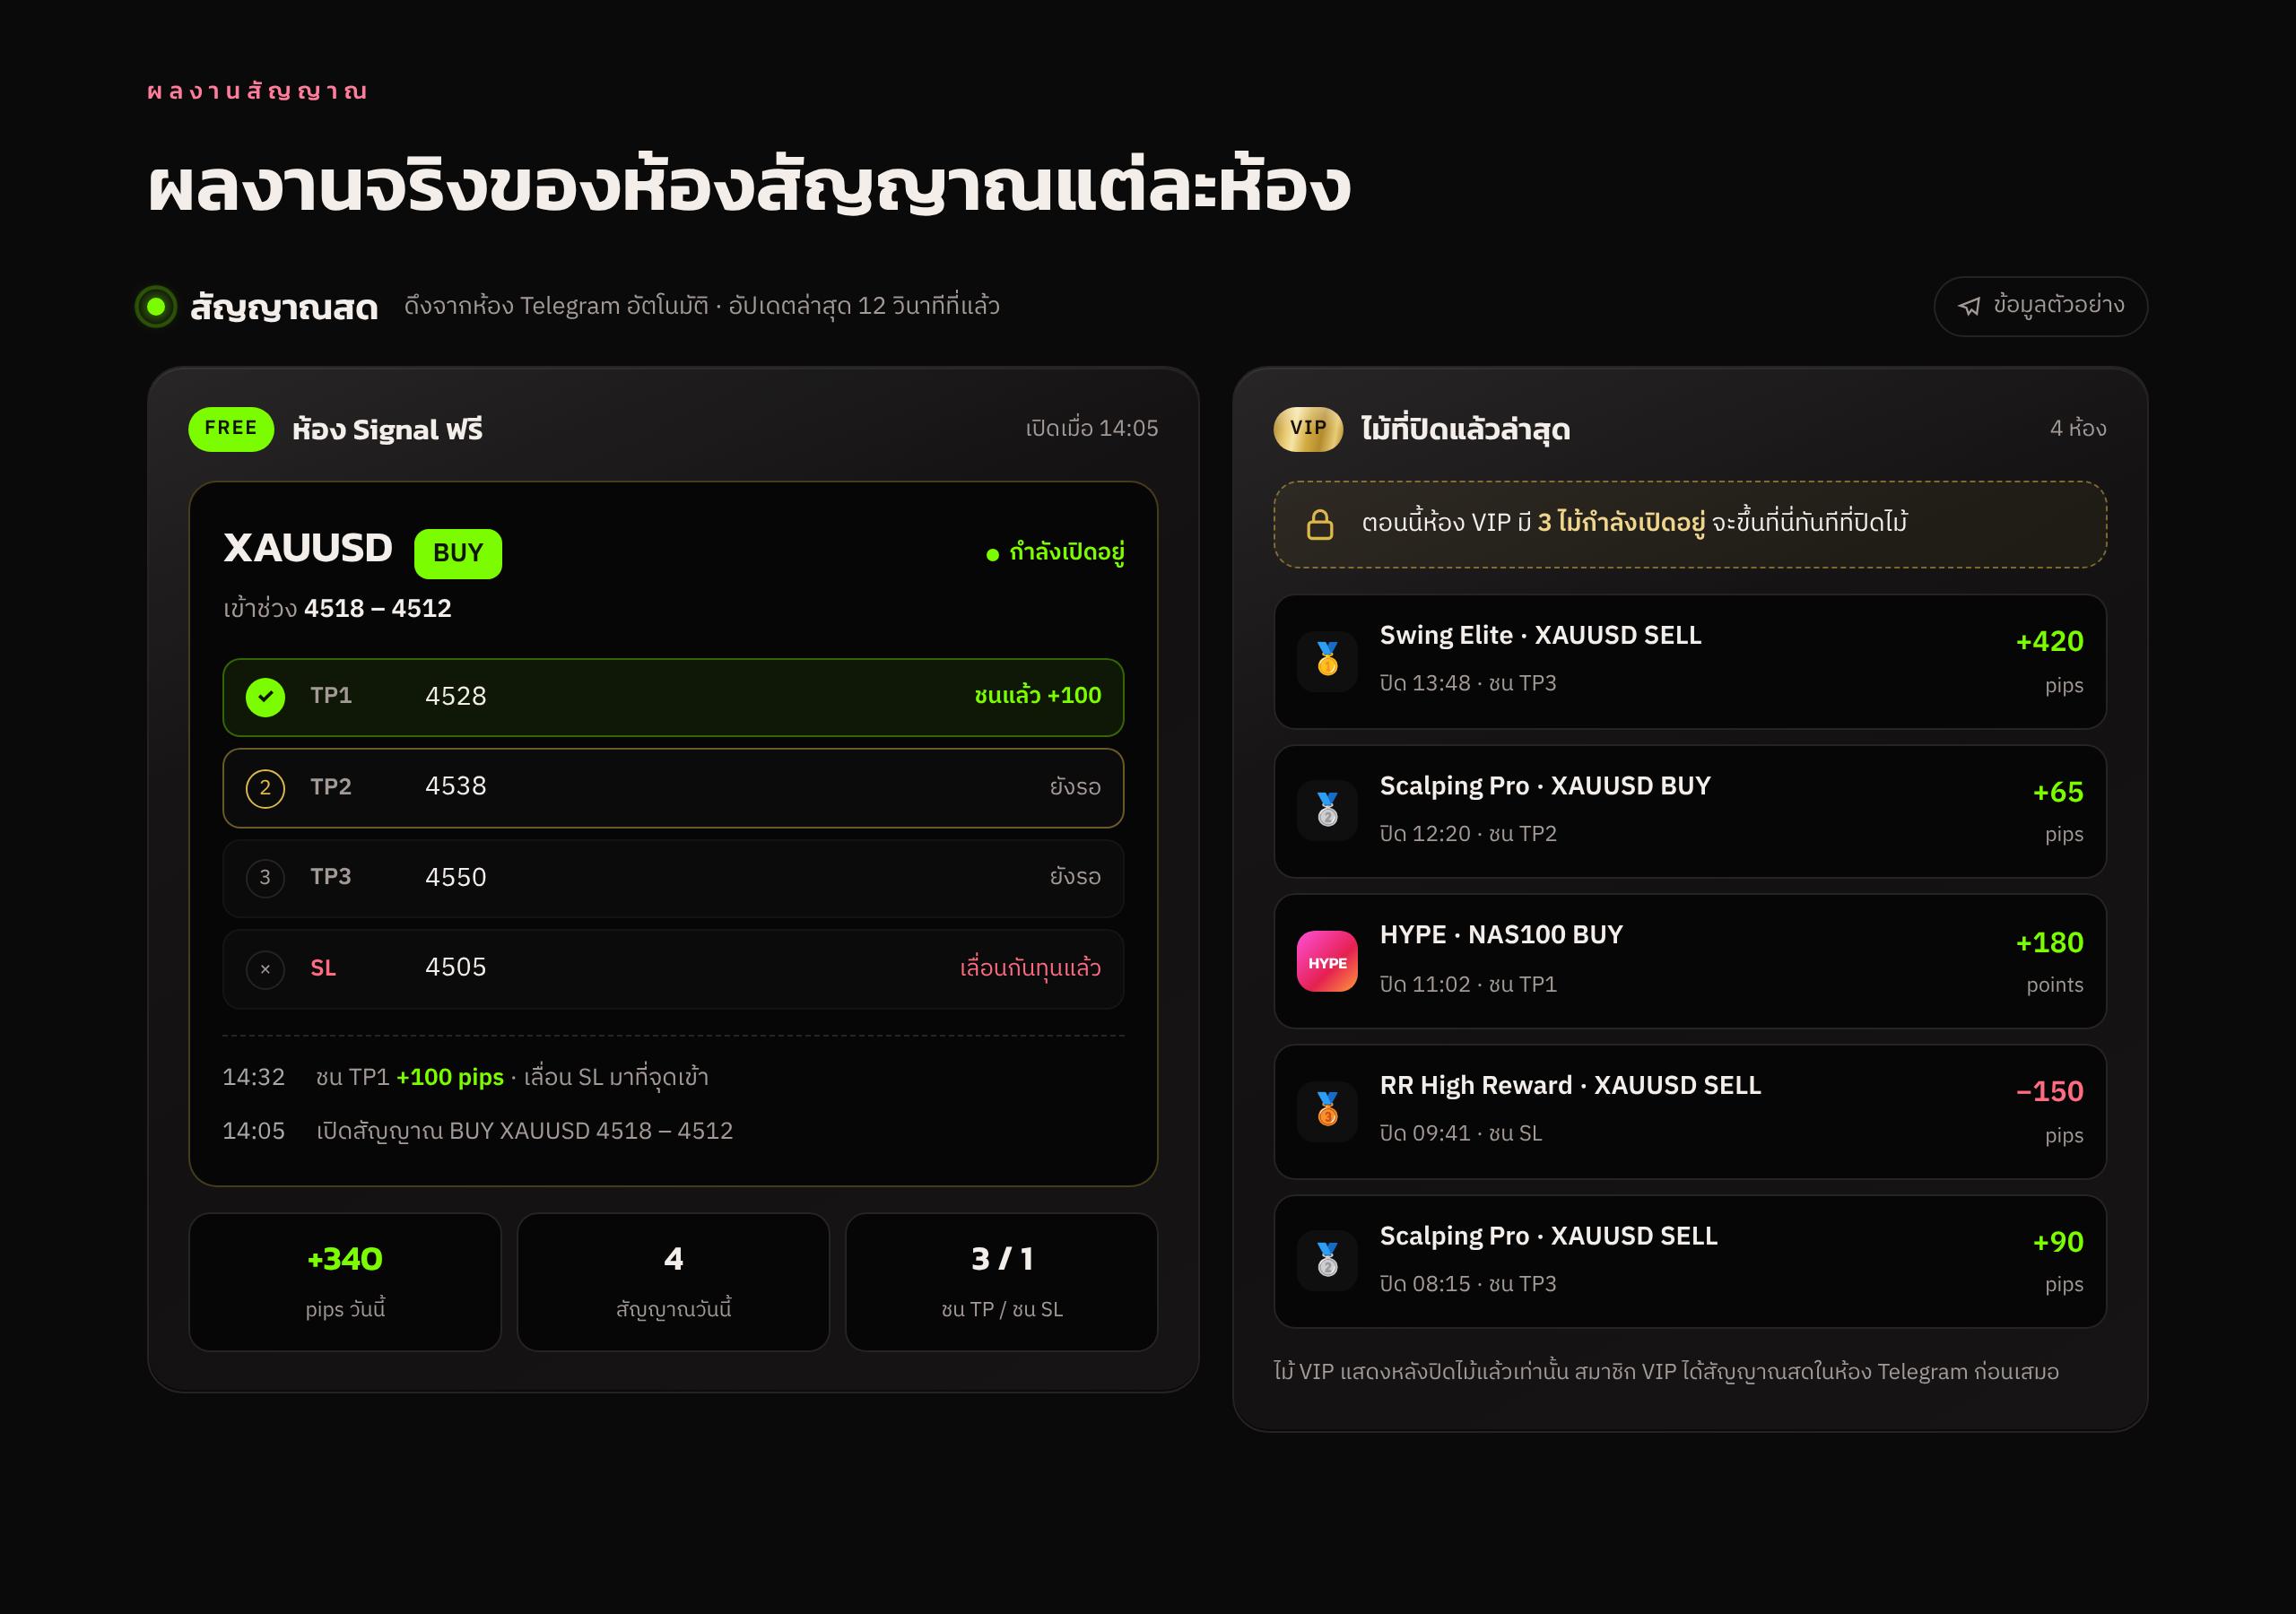 ผลงานสัญญาณ
ผลงานจริงของห้องสัญญาณแต่ละห้อง
สัญญาณสด ดึงจากห้อง Telegram อัตโนมัติ · อัปเดตล่าสุด 12 วินาทีที่แล้ว
ข้อมูลตัวอย่าง
FREE ห้อง Signal ฟรี เปิดเมื่อ 14:05
XAUUSD BUY กำลังเปิดอยู่
เข้าช่วง 4518 – 4512
TP1 4528 ชนแล้ว +100
2 TP2 4538 ยังรอ
3 TP3 4550 ยังรอ
× SL 4505 เลื่อนกันทุนแล้ว
14:32 ชน TP1 +100 pips · เลื่อน SL มาที่จุดเข้า
14:05 เปิดสัญญาณ BUY XAUUSD 4518 – 4512
+340
pips วันนี้
4
สัญญาณวันนี้
3 / 1
ชน TP / ชน SL
VIP ไม้ที่ปิดแล้วล่าสุด 4 ห้อง
ตอนนี้ห้อง VIP มี 3 ไม้กำลังเปิดอยู่ จะขึ้นที่นี่ทันทีที่ปิดไม้
Swing Elite · XAUUSD SELL +420
ปิด 13:48 · ชน TP3 pips
Scalping Pro · XAUUSD BUY +65
ปิด 12:20 · ชน TP2 pips
HYPE
HYPE · NAS100 BUY +180
ปิด 11:02 · ชน TP1 points
RR High Reward · XAUUSD SELL −150
ปิด 09:41 · ชน SL pips
Scalping Pro · XAUUSD SELL +90
ปิด 08:15 · ชน TP3 pips
ไม้ VIP แสดงหลังปิดไม้แล้วเท่านั้น สมาชิก VIP ได้สัญญาณสดในห้อง Telegram ก่อนเสมอ